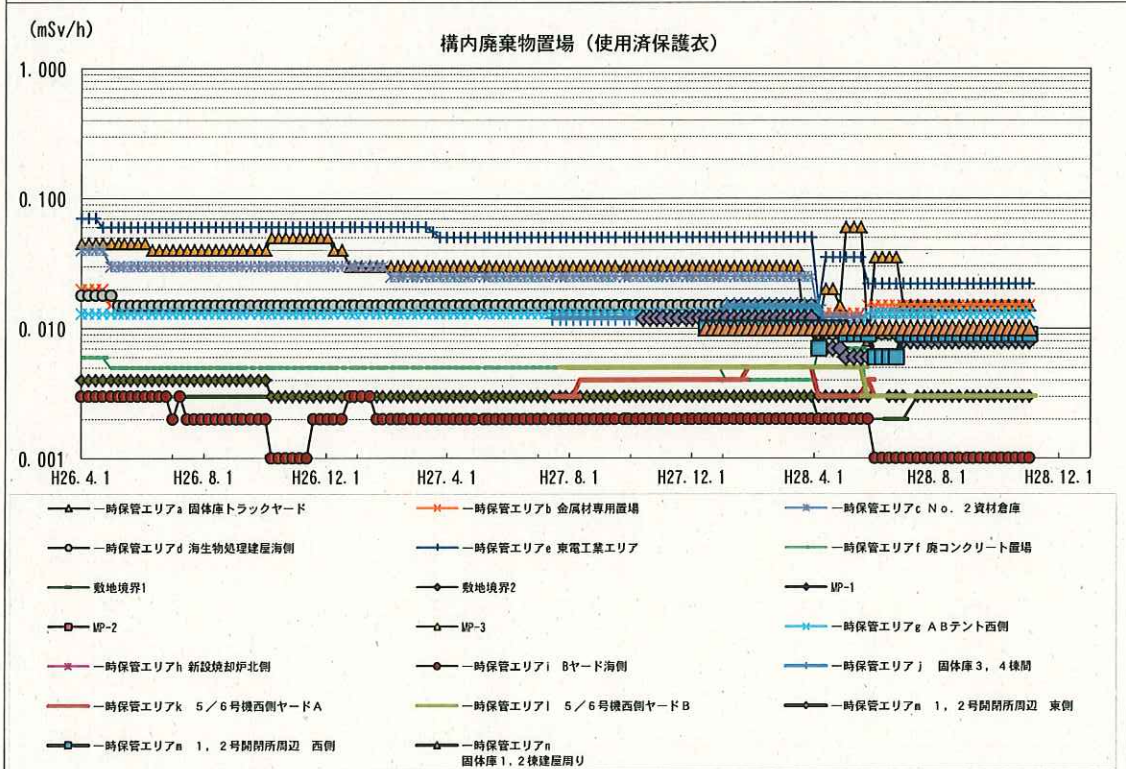 (mSv/h)
構内廃棄物置場（使用済保護衣）
1.000
0.100
0.010
0.001
H26.4.1 H26.8.1 H26.12.1 H27.4.1 H27.8.1 H27.12.1 H28.4.1 H28.8.1 H28.12.1
一時保管エリアa 固体庫トラックヤード 一時保管エリアb 金属材専用置場 一時保管エリアc No．2資材倉庫
一時保管エリアd 海生物処理建屋海側 一時保管エリアe 東電工業エリア 一時保管エリアf 廃コンクリート置場
敷地境界1 敷地境界2 MP-1
MP-2 MP-3 一時保管エリアg ABテント西側
一時保管エリアh 新設焼却炉北側 一時保管エリアi Bヤード海側 一時保管エリアj 固体庫3，4棟間
一時保管エリアk 5／6号機西側ヤードA 一時保管エリアl 5／6号機西側ヤードB 一時保管エリアm 1，2号開閉所周辺 東側
一時保管エリアm 1，2号開閉所周辺 西側 一時保管エリアn
固体庫1,2棟建屋周り